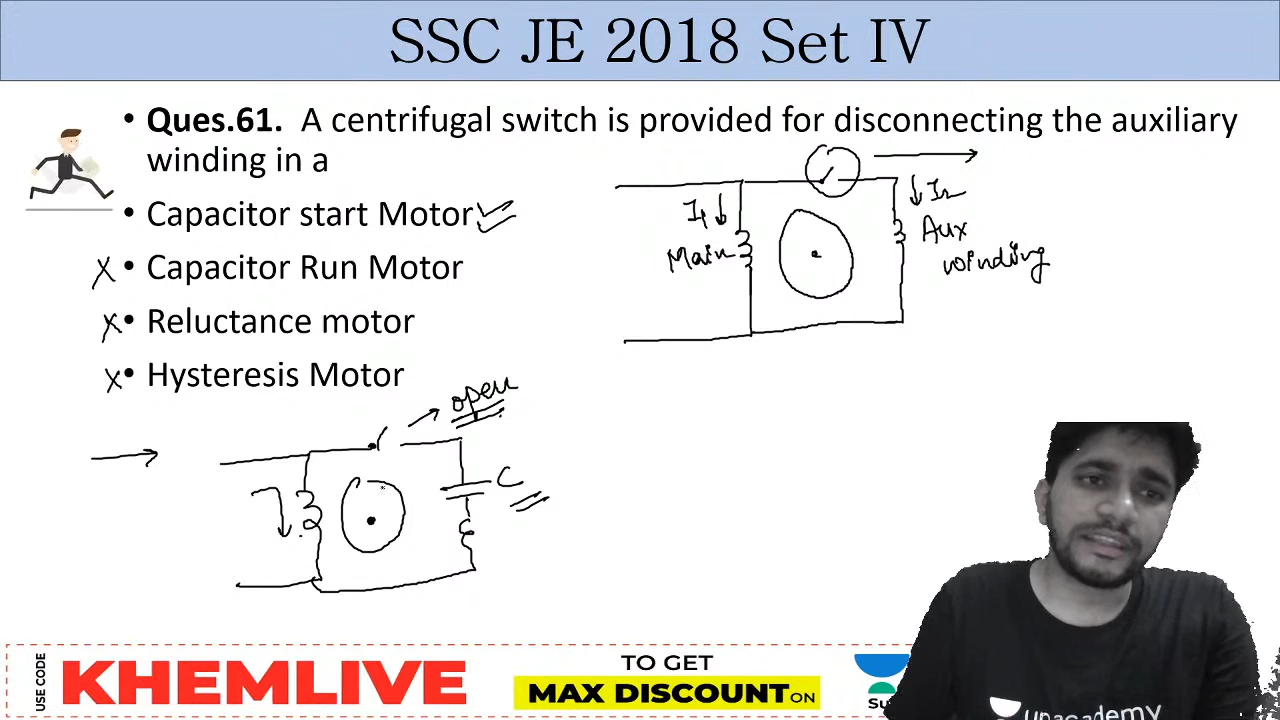 SSC JE 2018 Set IV
• Ques.61. A centrifugal switch is provided for disconnecting the auxiliary
winding in a
• Capacitor start Motor
• Capacitor Run Motor
• Reluctance motor
• Hysteresis Motor
I1
Main
Aux
winding
open
C
USE CODE
KHEMLIVE
TO GET
MAX DISCOUNT ON
unacademy